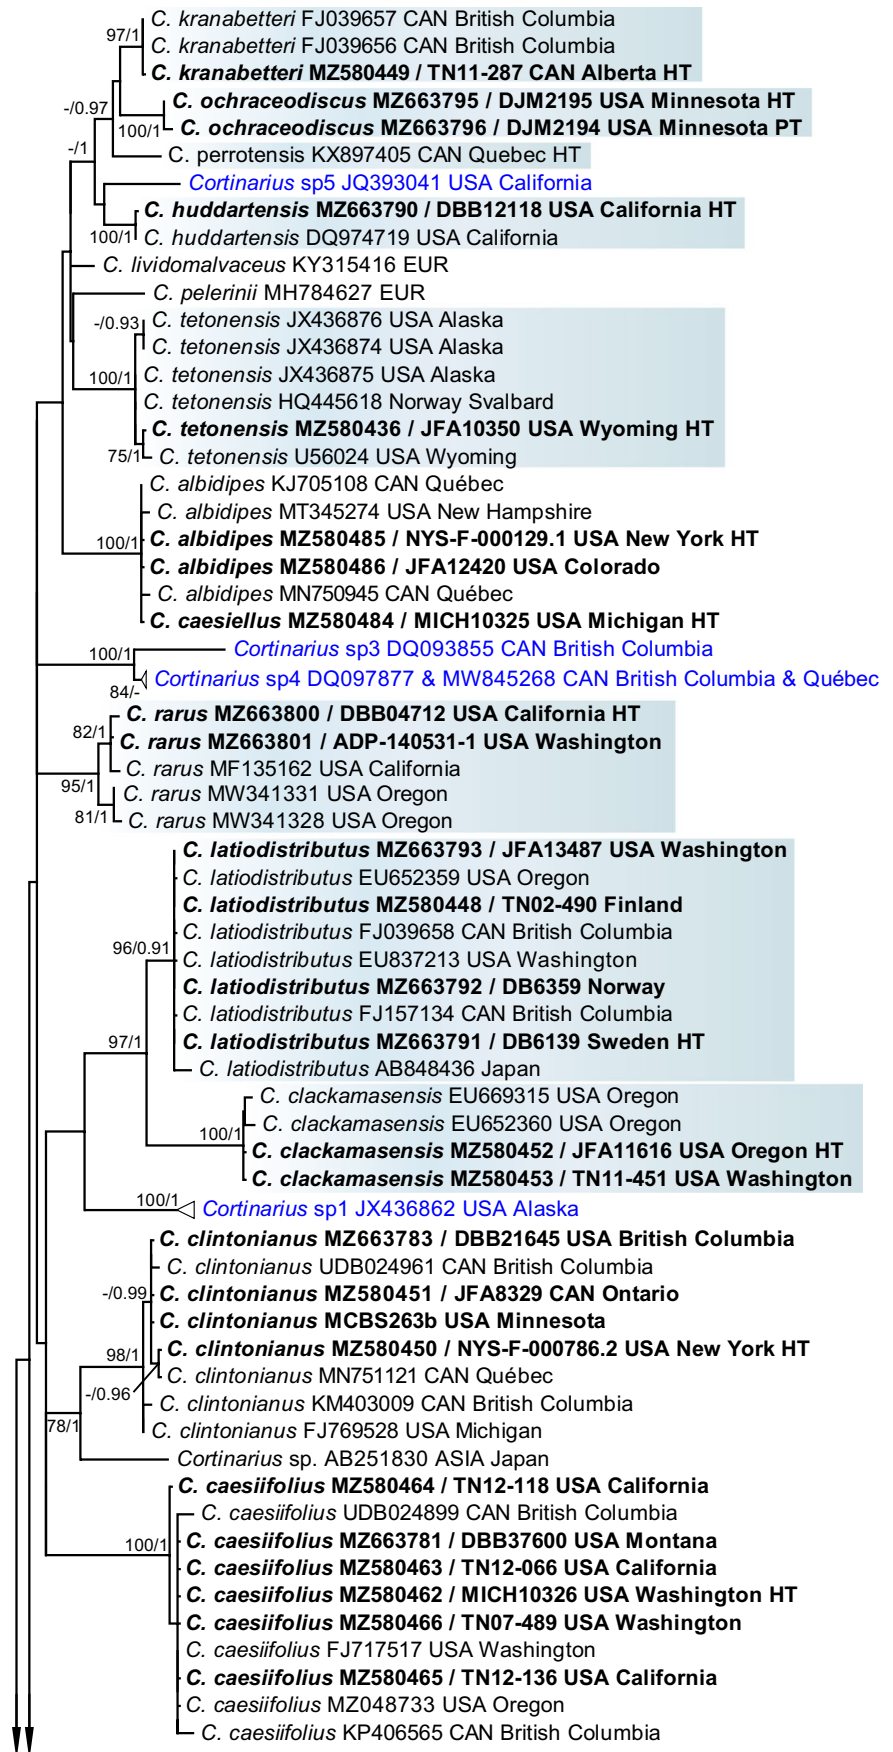 C. kranabetteri FJ039657 CAN British Columbia
97/1
C. kranabetteri FJ039656 CAN British Columbia
C. kranabetteri MZ580449 / TN11-287 CAN Alberta HT
-/0.97
C. ochraceodiscus MZ663795 / DJM2195 USA Minnesota HT
100/1
C. ochraceodiscus MZ663796 / DJM2194 USA Minnesota PT
-/1
C. perrotensis KX897405 CAN Quebec HT
Cortinarius sp5 JQ393041 USA California
C. huddartensis MZ663790 / DBB12118 USA California HT
100/1
C. huddartensis DQ974719 USA California
C. lividomalvaceus KY315416 EUR
C. pelerinii MH784627 EUR
-/0.93
C. tetonensis JX436876 USA Alaska
C. tetonensis JX436874 USA Alaska
100/1
C. tetonensis JX436875 USA Alaska
C. tetonensis HQ445618 Norway Svalbard
C. tetonensis MZ580436 / JFA10350 USA Wyoming HT
75/1
C. tetonensis U56024 USA Wyoming
C. albidipes KJ705108 CAN Québec
C. albidipes MT345274 USA New Hampshire
100/1
C. albidipes MZ580485 / NYS-F-000129.1 USA New York HT
C. albidipes MZ580486 / JFA12420 USA Colorado
C. albidipes MN750945 CAN Québec
C. caesiellus MZ580484 / MICH10325 USA Michigan HT
100/1
Cortinarius sp3 DQ093855 CAN British Columbia
Cortinarius sp4 DQ097877 & MW845268 CAN British Columbia & Québec
84/-
C. rarus MZ663800 / DBB04712 USA California HT
82/1
C. rarus MZ663801 / ADP-140531-1 USA Washington
C. rarus MF135162 USA California
95/1
C. rarus MW341331 USA Oregon
81/1
C. rarus MW341328 USA Oregon
C. latiodistributus MZ663793 / JFA13487 USA Washington
C. latiodistributus EU652359 USA Oregon
C. latiodistributus MZ580448 / TN02-490 Finland
C. latiodistributus FJ039658 CAN British Columbia
96/0.91
C. latiodistributus EU837213 USA Washington
C. latiodistributus MZ663792 / DB6359 Norway
C. latiodistributus FJ157134 CAN British Columbia
C. latiodistributus MZ663791 / DB6139 Sweden HT
97/1
C. latiodistributus AB848436 Japan
C. clackamasensis EU669315 USA Oregon
C. clackamasensis EU652360 USA Oregon
100/1
C. clackamasensis MZ580452 / JFA11616 USA Oregon HT
C. clackamasensis MZ580453 / TN11-451 USA Washington
100/1
Cortinarius sp1 JX436862 USA Alaska
C. clintonianus MZ663783 / DBB21645 USA British Columbia
C. clintonianus UDB024961 CAN British Columbia
-/0.99
C. clintonianus MZ580451 / JFA8329 CAN Ontario
C. clintonianus MCBS263b USA Minnesota
98/1
C. clintonianus MZ580450 / NYS-F-000786.2 USA New York HT
C. clintonianus MN751121 CAN Québec
-/0.96
C. clintonianus KM403009 CAN British Columbia
78/1
C. clintonianus FJ769528 USA Michigan
Cortinarius sp. AB251830 ASIA Japan
C. caesiifolius MZ580464 / TN12-118 USA California
C. caesiifolius UDB024899 CAN British Columbia
100/1
C. caesiifolius MZ663781 / DBB37600 USA Montana
C. caesiifolius MZ580463 / TN12-066 USA California
C. caesiifolius MZ580462 / MICH10326 USA Washington HT
C. caesiifolius MZ580466 / TN07-489 USA Washington
C. caesiifolius FJ717517 USA Washington
C. caesiifolius MZ580465 / TN12-136 USA California
C. caesiifolius MZ048733 USA Oregon
C. caesiifolius KP406565 CAN British Columbia